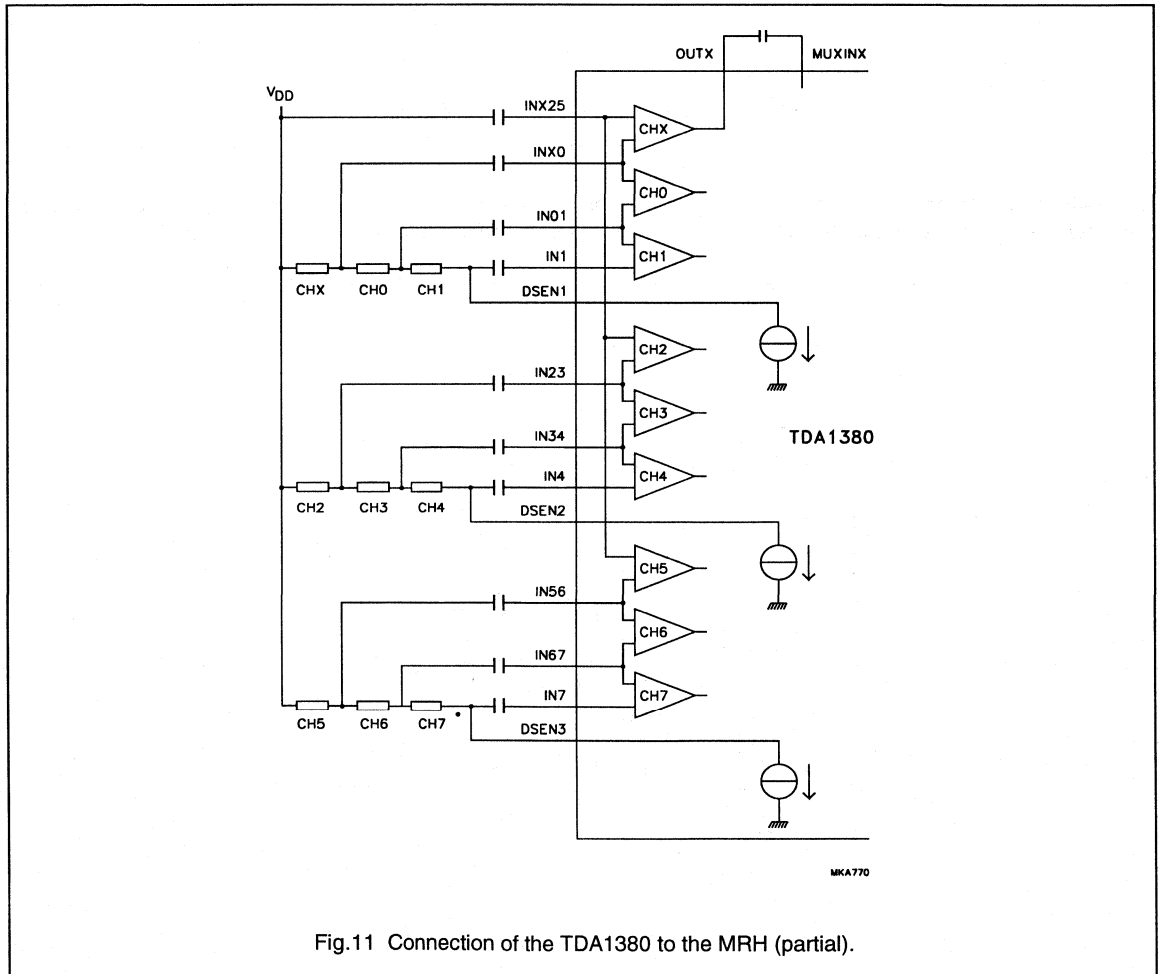 OUTX
MUXINX
VDD
INX25
CHX
INX0
CH0
IN01
CH1
IN1
CHX
CH0
CH1
DSEN1
CH2
IN23
CH3
TDA1380
IN34
CH4
IN4
CH2
CH3
CH4
DSEN2
CH5
IN56
CH6
IN67
CH7
IN7
CH5
CH6
CH7
DSEN3
MKA770
Fig.11 Connection of the TDA1380 to the MRH (partial).